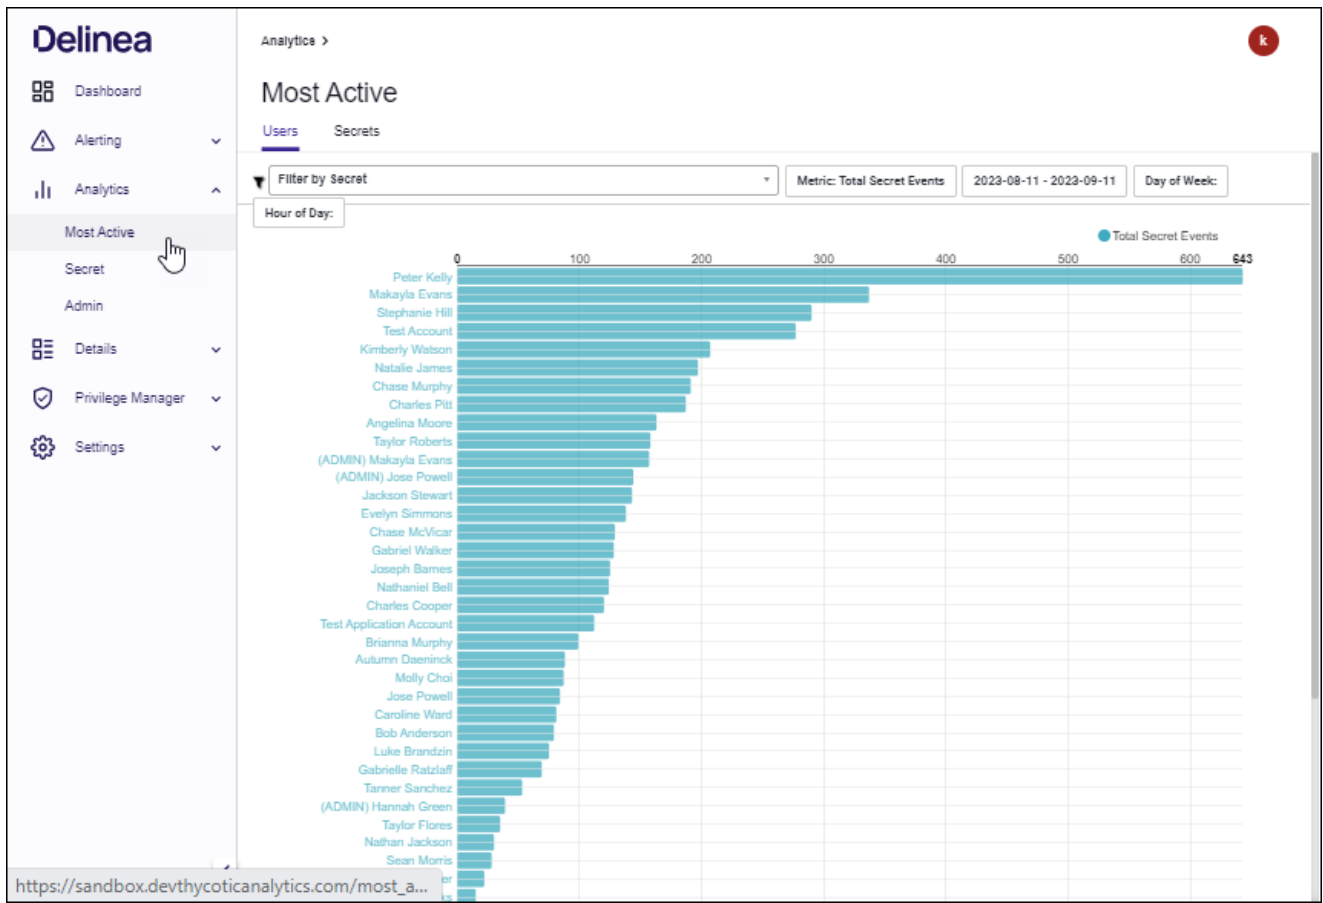 Delinea
Dashboard
Alerting
Analytics
Most Active
Secret
Admin
Details
Privilege Manager
Settings
Analytics >
k
Most Active
Users Secrets
Filter by Secret
Metric: Total Secret Events
2023-08-11 - 2023-09-11
Day of Week:
Hour of Day:
Total Secret Events
0 100 200 300 400 500 600 643
Peter Kelly
Makayla Evans
Stephanie Hill
Test Account
Kimberly Watson
Natalie James
Chase Murphy
Charles Pitt
Angelina Moore
Taylor Roberts
(ADMIN) Makayla Evans
(ADMIN) Jose Powell
Jackson Stewart
Evelyn Simmons
Chase McVicar
Gabriel Walker
Joseph Barnes
Nathaniel Bell
Charles Cooper
Test Application Account
Brianna Murphy
Autumn Daeninck
Molly Choi
Jose Powell
Caroline Ward
Bob Anderson
Luke Brandzin
Gabrielle Ratzlaff
Tanner Sanchez
(ADMIN) Hannah Green
Taylor Flores
Nathan Jackson
Sean Morris
https://sandbox.devthycoticanalytics.com/most_a...